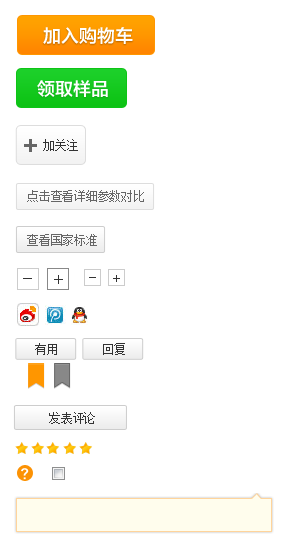 加入购物车
领取样品
加关注
点击查看详细参数对比
查看国家标准
有用 回复
发表评论
?